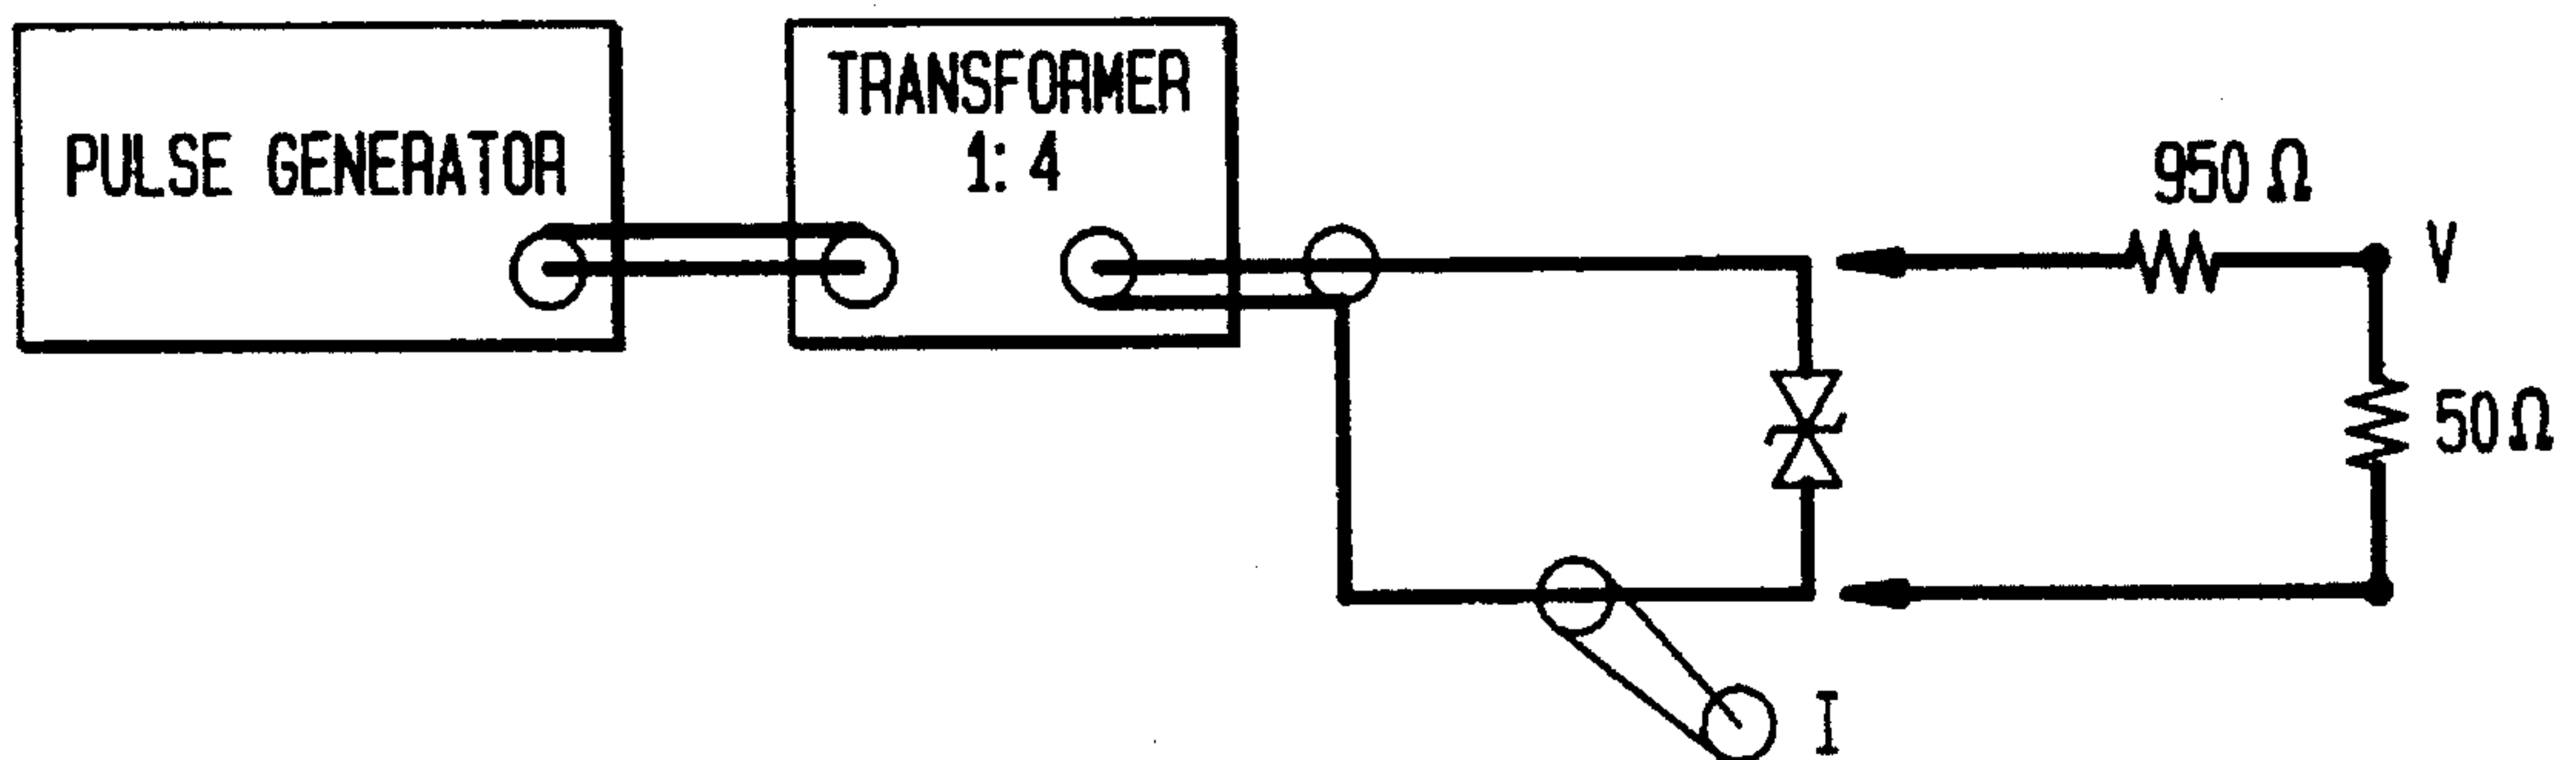 PULSE GENERATOR
TRANSFORMER
1:4
950 Ω
V
50 Ω
I